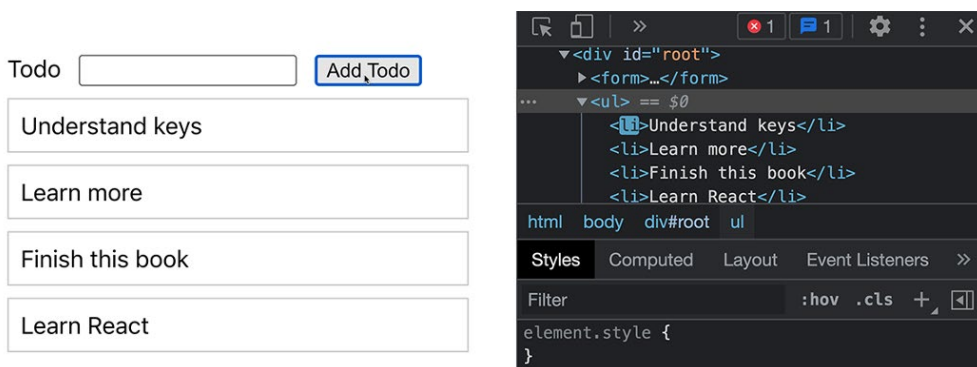 Todo Add Todo
Understand keys
Learn more
Finish this book
Learn React
» 1 1
▼<div id="root">
▶<form>…</form>
… ▼<ul> == $0
<li>Understand keys</li>
<li>Learn more</li>
<li>Finish this book</li>
<li>Learn React</li>
html body div#root ul
Styles Computed Layout Event Listeners »
Filter :hov .cls +
element.style {
}